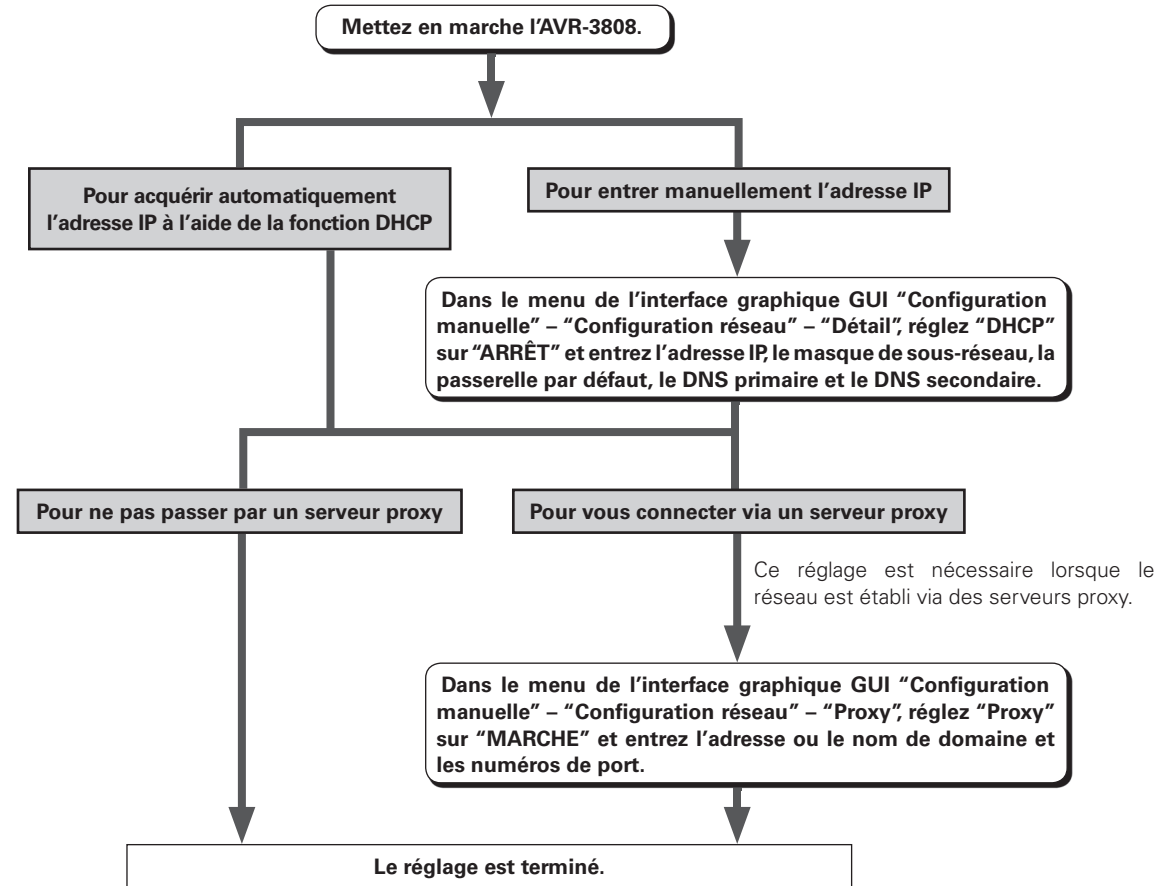 Mettez en marche l'AVR-3808.
Pour acquérir automatiquement
l'adresse IP à l'aide de la fonction DHCP
Pour entrer manuellement l'adresse IP
Dans le menu de l'interface graphique GUI “Configuration
manuelle” – “Configuration réseau” – “Détail”, réglez “DHCP”
sur “ARRÊT” et entrez l'adresse IP, le masque de sous-réseau, la
passerelle par défaut, le DNS primaire et le DNS secondaire.
Pour ne pas passer par un serveur proxy
Pour vous connecter via un serveur proxy
Ce réglage est nécessaire lorsque le
réseau est établi via des serveurs proxy.
Dans le menu de l'interface graphique GUI “Configuration
manuelle” – “Configuration réseau” – “Proxy”, réglez “Proxy”
sur “MARCHE” et entrez l'adresse ou le nom de domaine et
les numéros de port.
Le réglage est terminé.